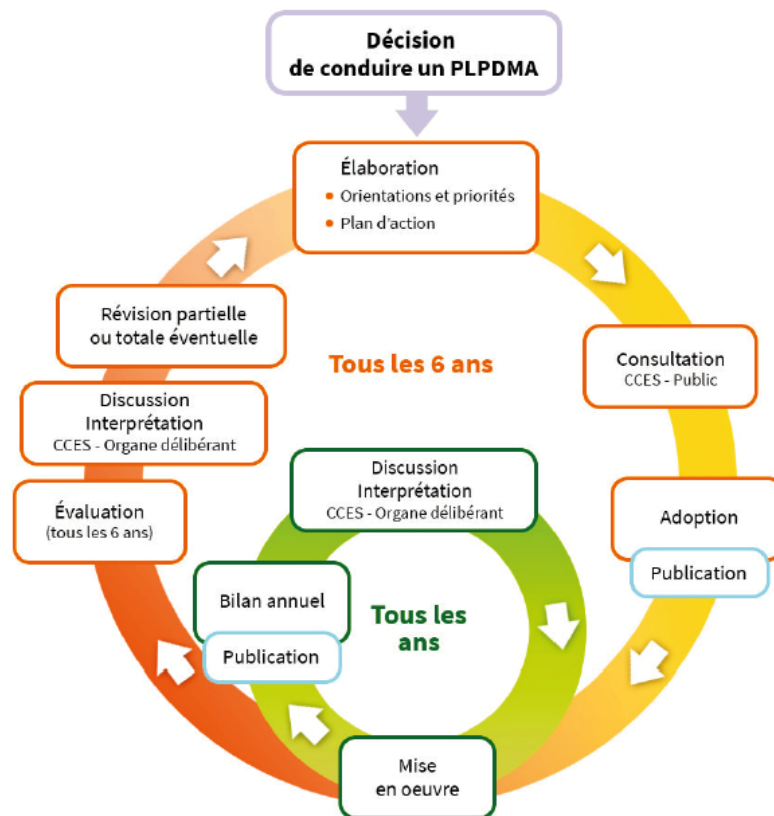 Décision
de conduire un PLPDMA
Élaboration
• Orientations et priorités
• Plan d'action
Révision partielle
ou totale éventuelle
Tous les 6 ans
Consultation
CCES - Public
Discussion
Interprétation
CCES - Organe délibérant
Discussion
Interprétation
CCES - Organe délibérant
Évaluation
(tous les 6 ans)
Adoption
Publication
Bilan annuel
Publication
Tous les
ans
Mise
en oeuvre